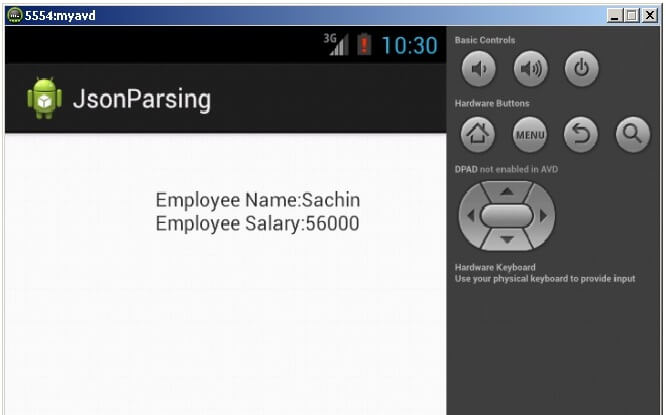 5554:myavd
3G 10:30
JsonParsing
Employee Name:Sachin
Employee Salary:56000
Basic Controls
Hardware Buttons
MENU
DPAD not enabled in AVD
Hardware Keyboard
Use your physical keyboard to provide input